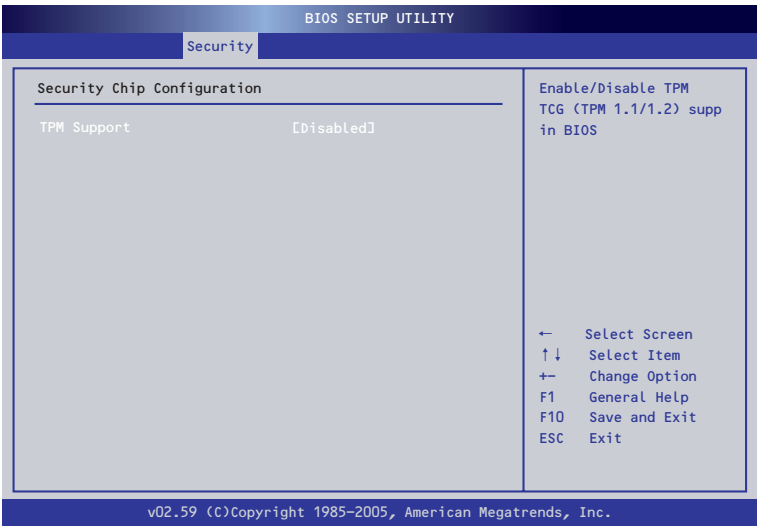 BIOS SETUP UTILITY
Security
Security Chip Configuration
TPM Support [Disabled]
Enable/Disable TPM
TCG (TPM 1.1/1.2) supp
in BIOS
← Select Screen
↑↓ Select Item
+- Change Option
F1 General Help
F10 Save and Exit
ESC Exit
v02.59 (C)Copyright 1985-2005, American Megatrends, Inc.